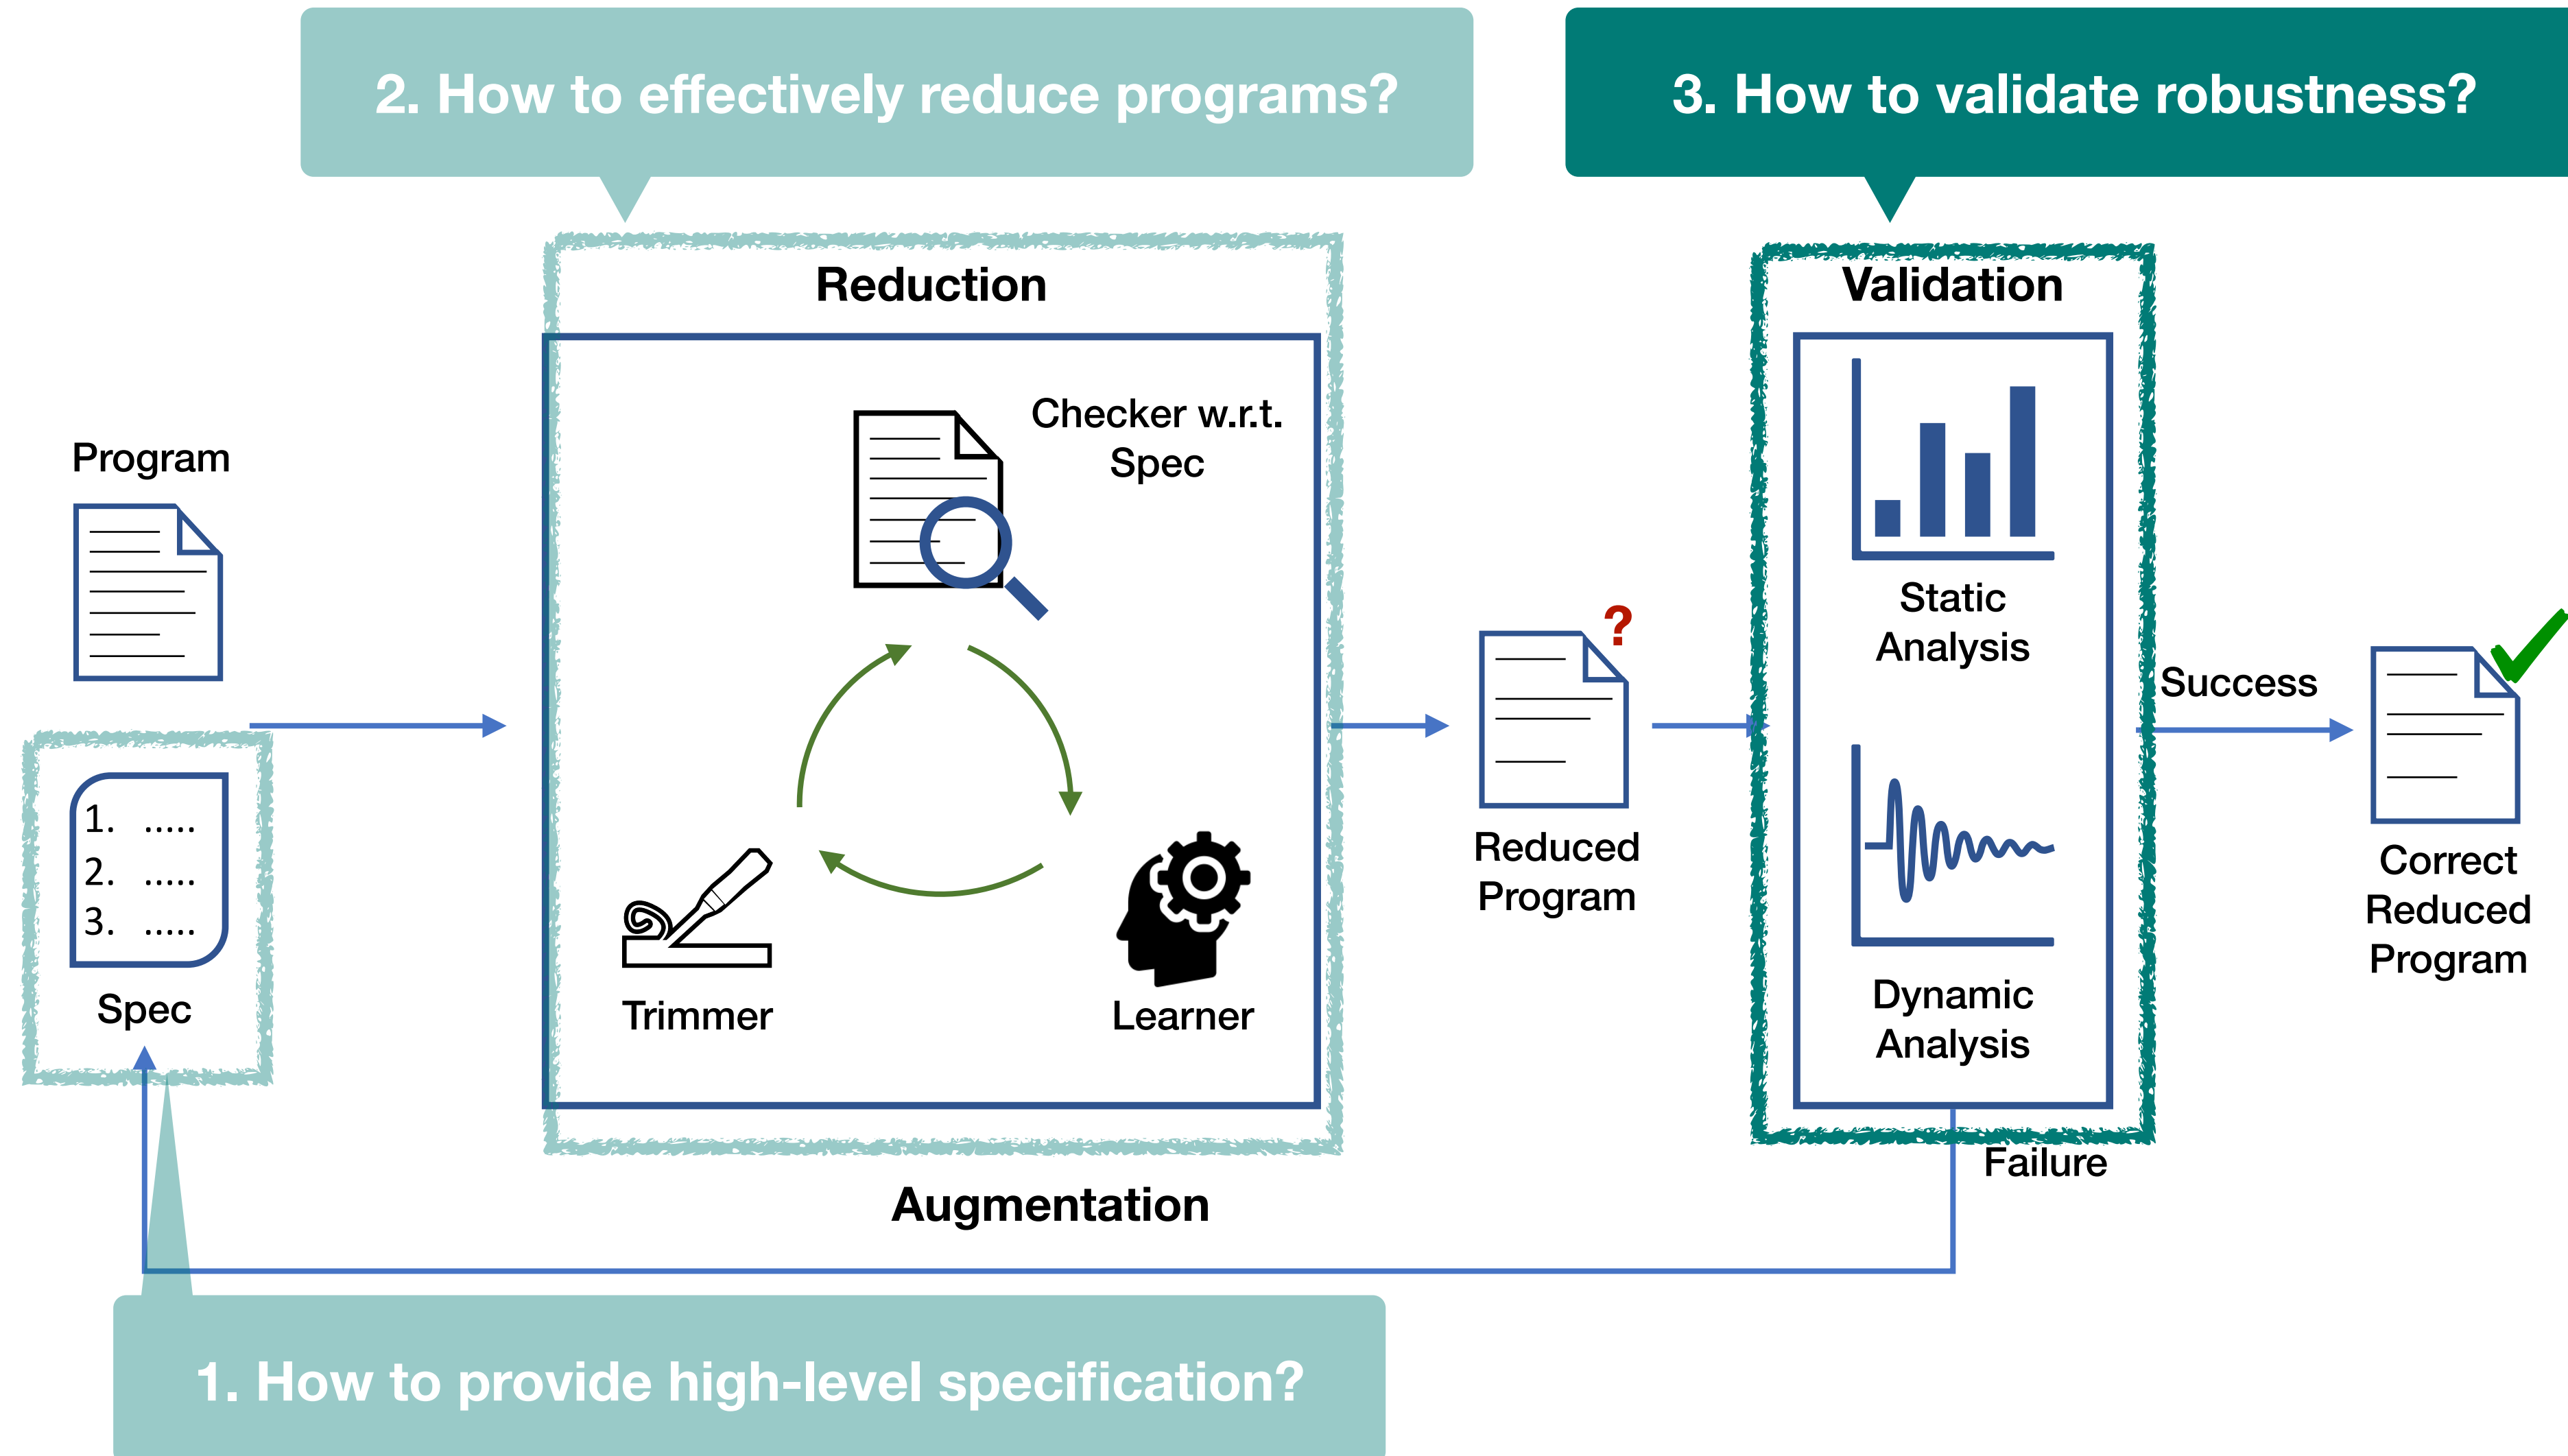 2. How to effectively reduce programs?
3. How to validate robustness?
Reduction
Validation
Checker w.r.t.
Spec
Program
Static
Analysis
?
Success
1. .....
2. .....
3. .....
Spec
Reduced
Program
Correct
Reduced
Program
Trimmer
Learner
Dynamic
Analysis
Failure
Augmentation
1. How to provide high-level specification?